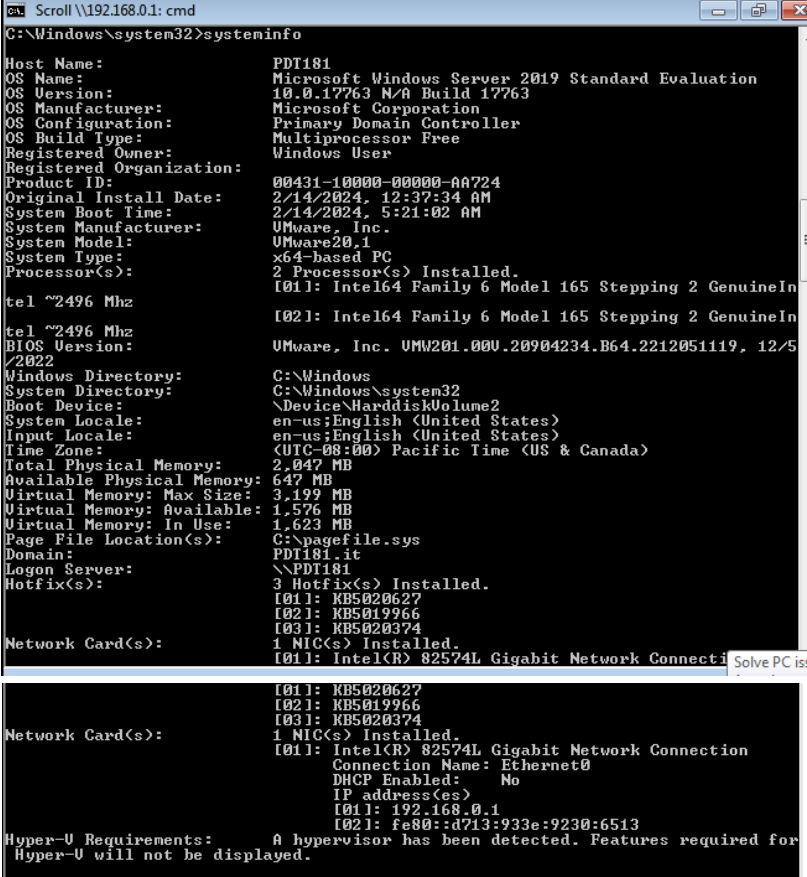 Scroll \\192.168.0.1: cmd
C:\Windows\system32>systeminfo
Host Name: PDT181
OS Name: Microsoft Windows Server 2019 Standard Evaluation
OS Version: 10.0.17763 N/A Build 17763
OS Manufacturer: Microsoft Corporation
OS Configuration: Primary Domain Controller
OS Build Type: Multiprocessor Free
Registered Owner: Windows User
Registered Organization:
Product ID: 00431-10000-00000-AA724
Original Install Date: 2/14/2024, 12:37:34 AM
System Boot Time: 2/14/2024, 5:21:02 AM
System Manufacturer: VMware, Inc.
System Model: VMware20,1
System Type: x64-based PC
Processor(s): 2 Processor(s) Installed.
[01]: Intel64 Family 6 Model 165 Stepping 2 GenuineIn
tel ~2496 Mhz
[02]: Intel64 Family 6 Model 165 Stepping 2 GenuineIn
tel ~2496 Mhz
BIOS Version: VMware, Inc. VMW201.00V.20904234.B64.2212051119, 12/5
/2022
Windows Directory: C:\Windows
System Directory: C:\Windows\system32
Boot Device: \Device\HarddiskVolume2
System Locale: en-us;English (United States)
Input Locale: en-us;English (United States)
Time Zone: (UTC-08:00) Pacific Time (US & Canada)
Total Physical Memory: 2,047 MB
Available Physical Memory: 647 MB
Virtual Memory: Max Size: 3,199 MB
Virtual Memory: Available: 1,576 MB
Virtual Memory: In Use: 1,623 MB
Page File Location(s): C:\pagefile.sys
Domain: PDT181.it
Logon Server: \\PDT181
Hotfix(s): 3 Hotfix(s) Installed.
[01]: KB5020627
[02]: KB5019966
[03]: KB5020374
Network Card(s): 1 NIC(s) Installed.
[01]: Intel(R) 82574L Gigabit Network Connecti
Solve PC iss
[01]: KB5020627
[02]: KB5019966
[03]: KB5020374
Network Card(s): 1 NIC(s) Installed.
[01]: Intel(R) 82574L Gigabit Network Connection
Connection Name: Ethernet0
DHCP Enabled: No
IP address(es)
[01]: 192.168.0.1
[02]: fe80::d713:933e:9230:6513
Hyper-V Requirements: A hypervisor has been detected. Features required for
Hyper-V will not be displayed.